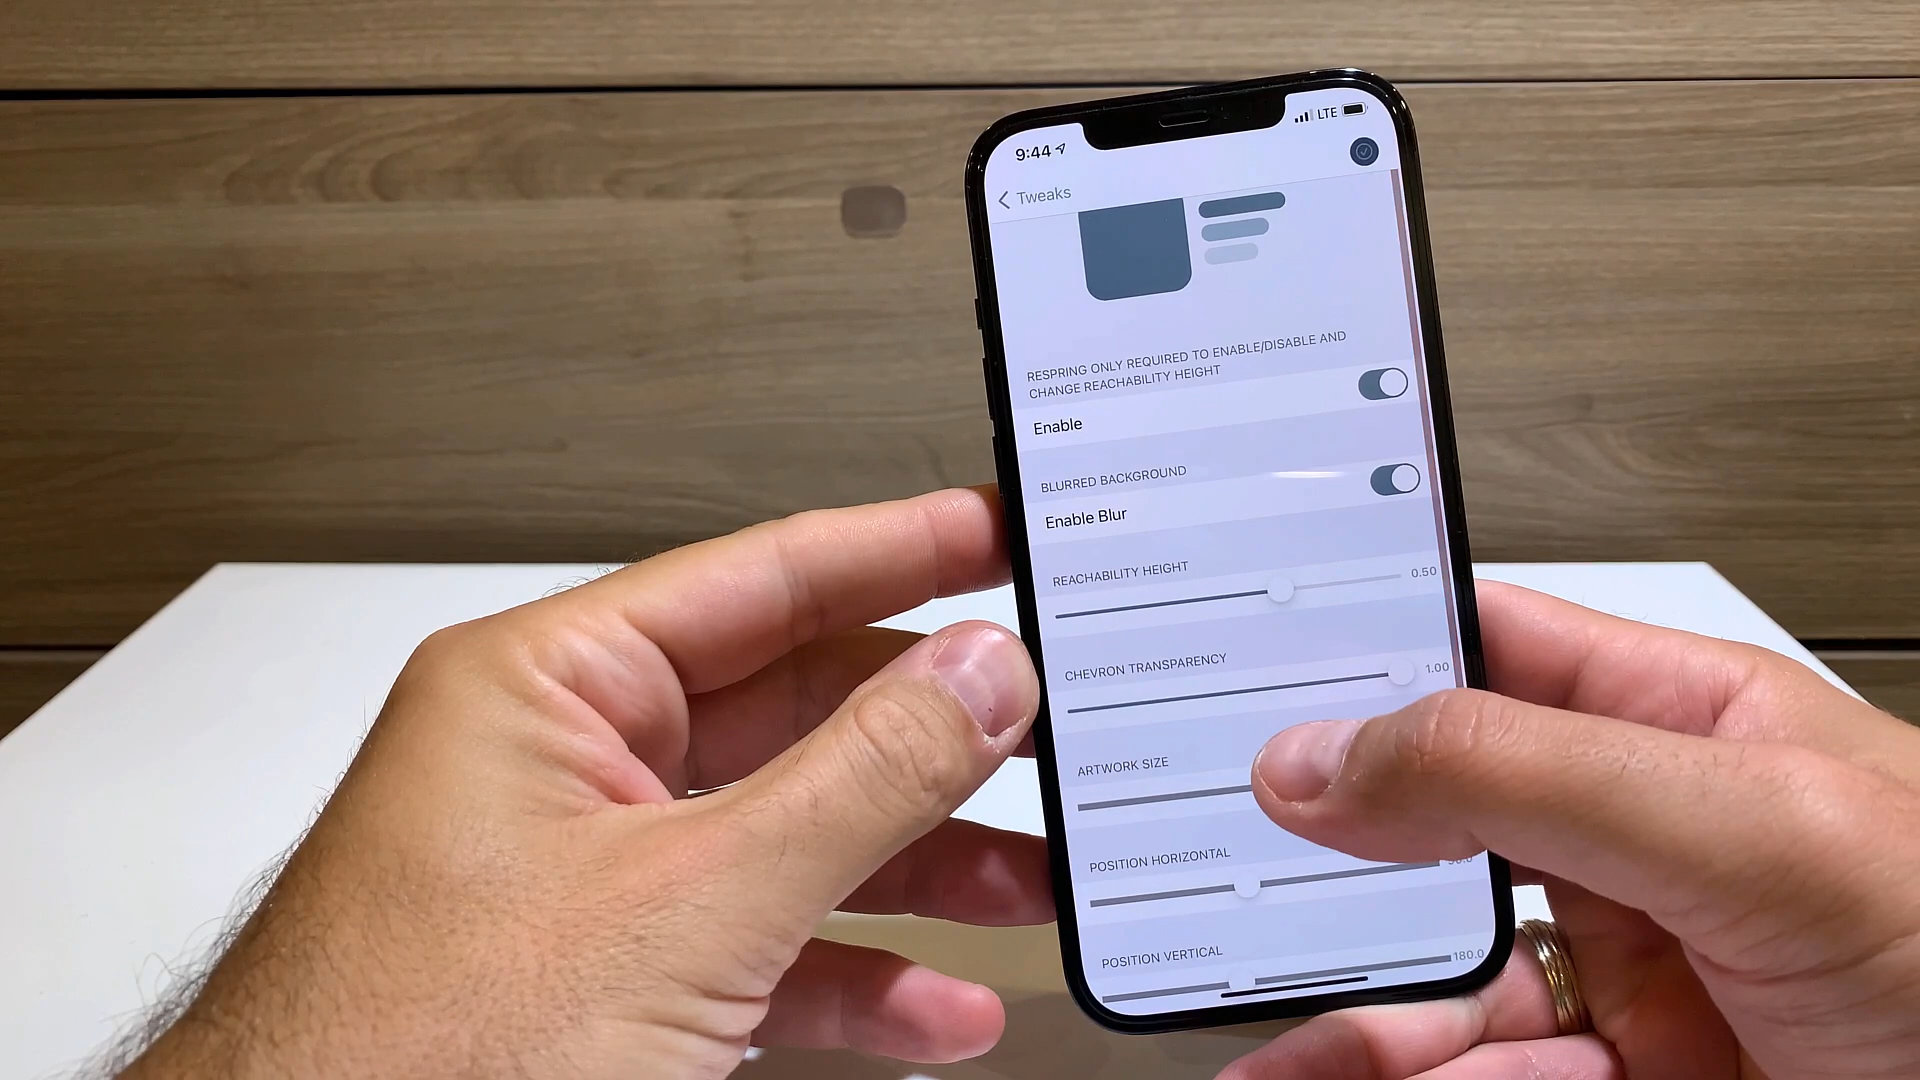 9:44
LTE
Tweaks
RESPRING ONLY REQUIRED TO ENABLE/DISABLE AND
CHANGE REACHABILITY HEIGHT
Enable
BLURRED BACKGROUND
Enable Blur
REACHABILITY HEIGHT
0.50
CHEVRON TRANSPARENCY
1.00
ARTWORK SIZE
POSITION HORIZONTAL
POSITION VERTICAL
180.0